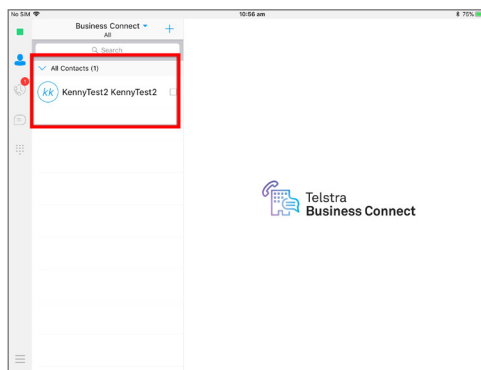 No SIM
10:56 am
75%
Business Connect
All
Search
All Contacts (1)
kk
KennyTest2 KennyTest2
1
Telstra
Business Connect